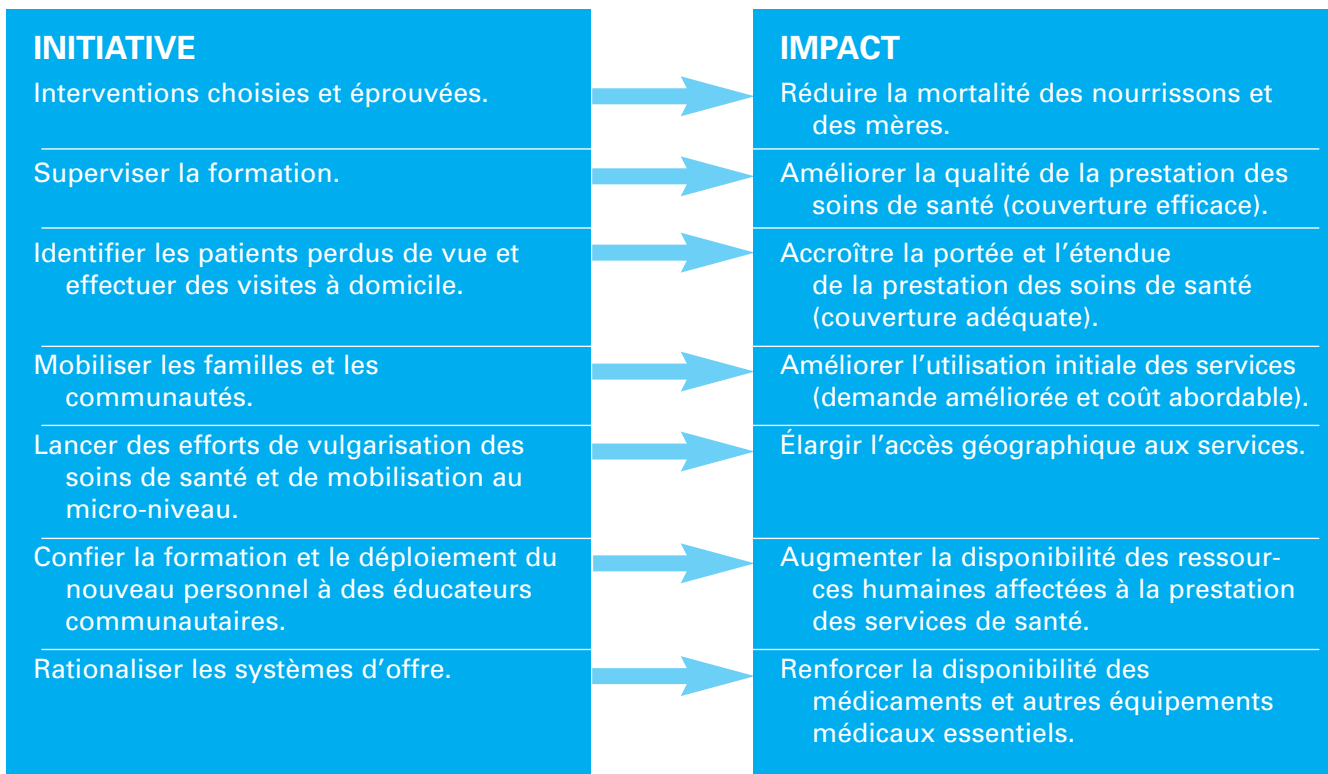 INITIATIVE
Interventions choisies et éprouvées.
Superviser la formation.
Identifier les patients perdus de vue et
effectuer des visites à domicile.
Mobiliser les familles et les
communautés.
Lancer des efforts de vulgarisation des
soins de santé et de mobilisation au
micro-niveau.
Confier la formation et le déploiement du
nouveau personnel à des éducateurs
communautaires.
Rationaliser les systèmes d’offre.
IMPACT
Réduire la mortalité des nourrissons et
des mères.
Améliorer la qualité de la prestation des
soins de santé (couverture efficace).
Accroître la portée et l’étendue
de la prestation des soins de santé
(couverture adéquate).
Améliorer l’utilisation initiale des services
(demande améliorée et coût abordable).
Élargir l’accès géographique aux services.
Augmenter la disponibilité des ressour-
ces humaines affectées à la prestation
des services de santé.
Renforcer la disponibilité des
médicaments et autres équipements
médicaux essentiels.